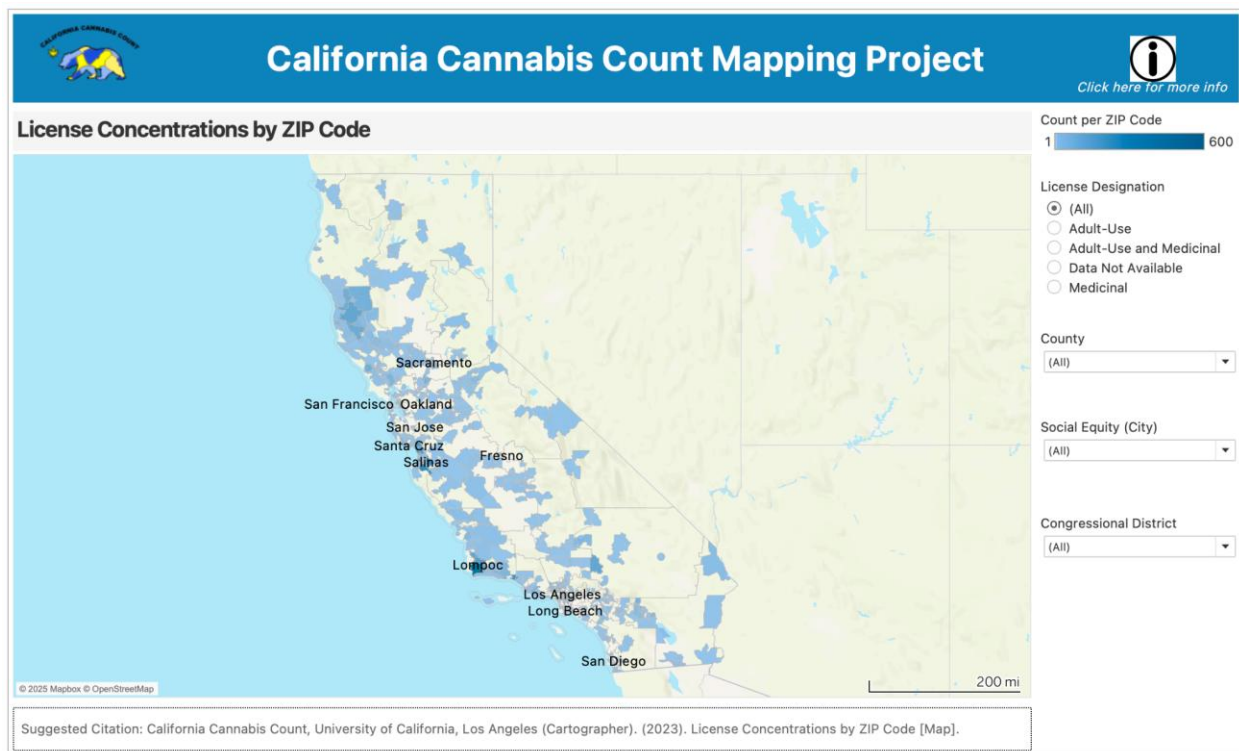 CALIFORNIA CANNABIS COUNT
California Cannabis Count Mapping Project
Click here for more info
License Concentrations by ZIP Code
Count per ZIP Code
1 600
License Designation
(All)
Adult-Use
Adult-Use and Medicinal
Data Not Available
Medicinal
County
(All)
Social Equity (City)
(All)
Congressional District
(All)
Sacramento
San Francisco Oakland
San Jose
Santa Cruz
Salinas
Fresno
Lompoc
Los Angeles
Long Beach
San Diego
200 mi
© 2025 Mapbox © OpenStreetMap
Suggested Citation: California Cannabis Count, University of California, Los Angeles (Cartographer). (2023). License Concentrations by ZIP Code [Map].